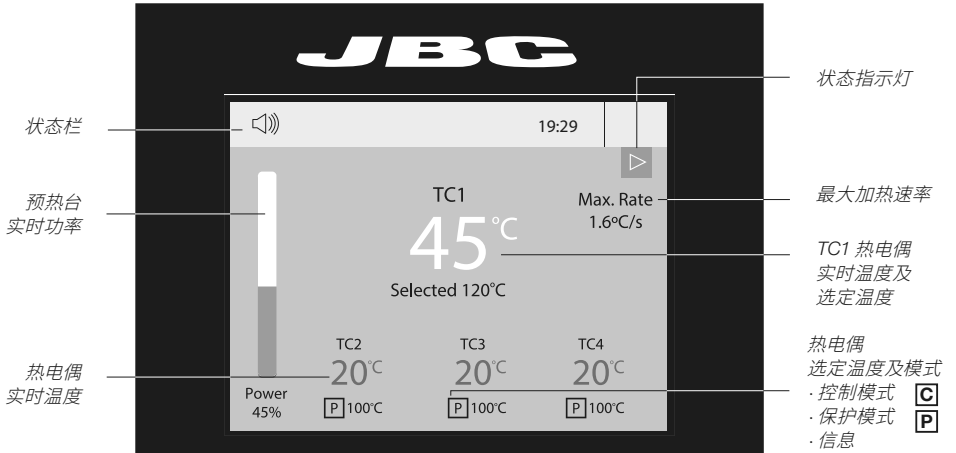 JBC
状态栏
预热台
实时功率
热电偶
实时温度
19:29
TC1
45℃
Selected 120℃
Max. Rate
1.6ºC/s
TC2
20℃
P 100℃
TC3
20℃
P 100℃
TC4
20℃
P 100℃
Power
45%
状态指示灯
最大加热速率
TC1 热电偶
实时温度及
选定温度
热电偶
选定温度及模式
· 控制模式 C
· 保护模式 P
· 信息